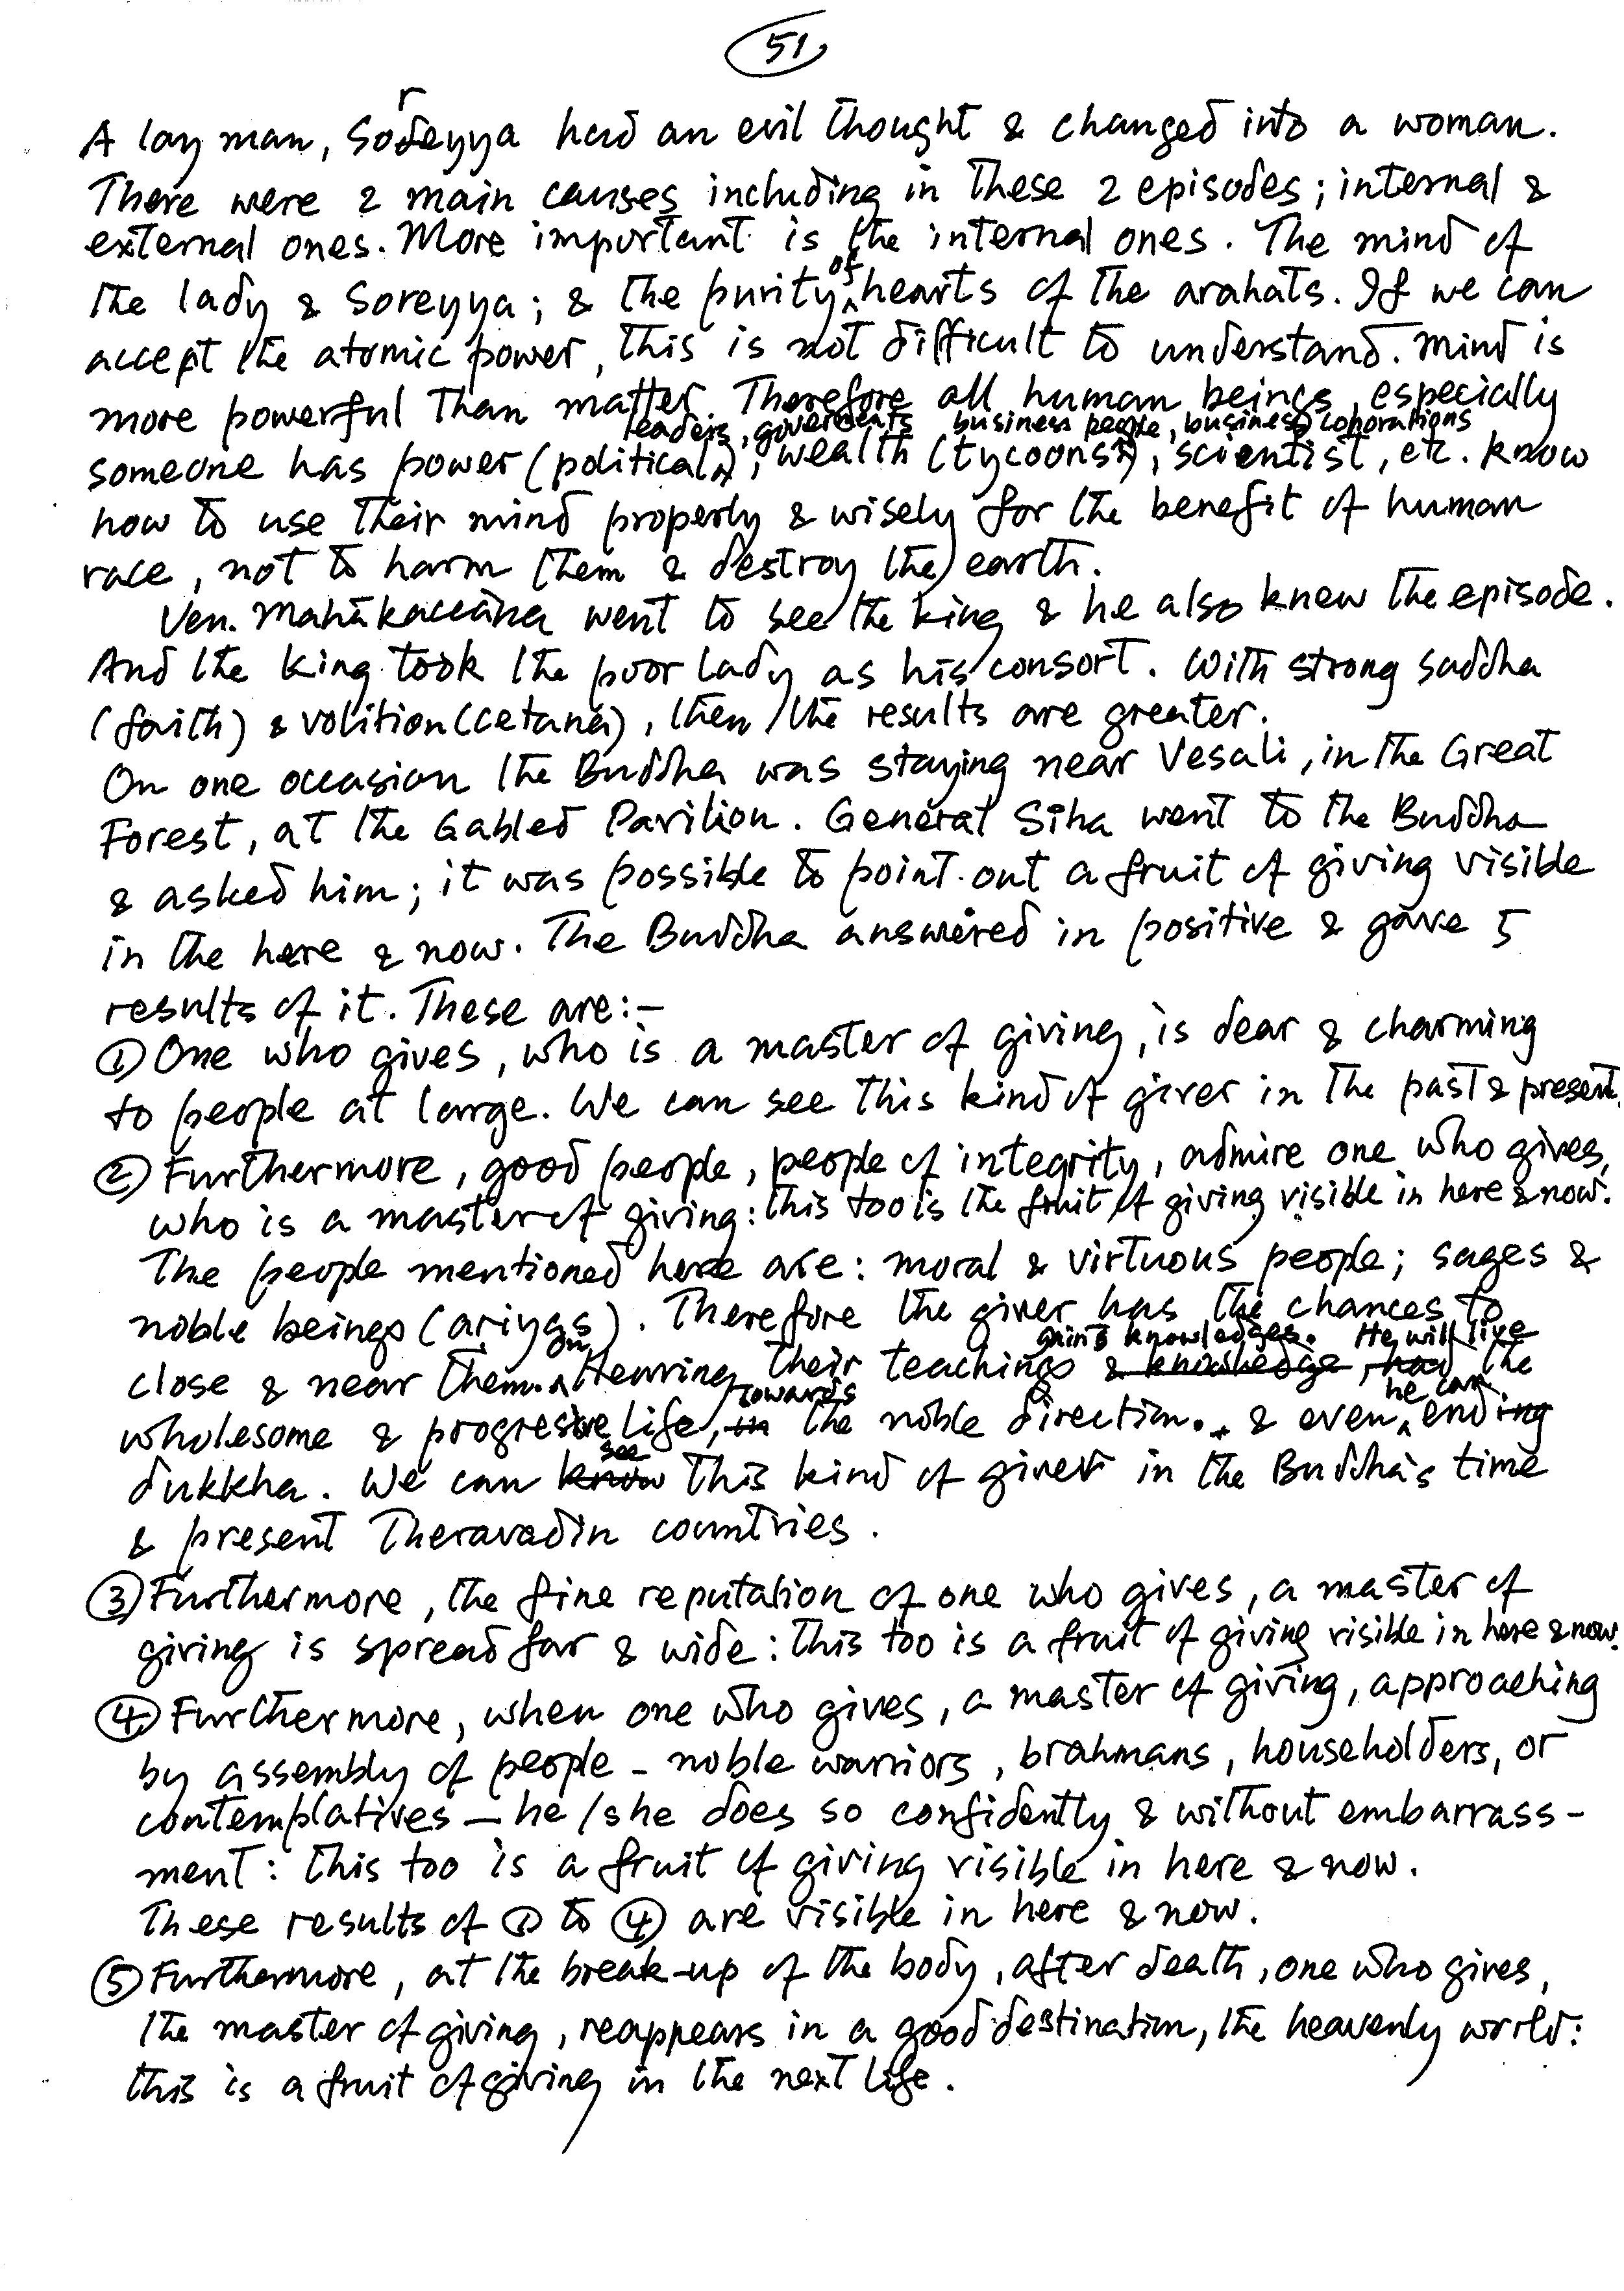 51
A lay man, Soreyya had an evil thought & changed into a woman.
There were 2 main causes including in these 2 episodes; internal &
external ones. More important is the internal ones. The mind of
the lady & Soreyya; & the purity of hearts of the arahats. If we can
accept the atomic power, this is not difficult to understand. Mind is
more powerful than matter. Therefore all human beings, especially
someone has power (political leaders, goverments), wealth (tycoons, business people, business coporations), scientist, etc. know
how to use their mind properly & wisely for the benefit of human
race, not to harm them & destroy the earth.
Ven. Mahākaccāna went to see the king & he also knew the episode.
And the king took the poor lady as his consort. With strong saddha
(faith) & volition (cetanā), then the results are greater.
On one occasion the Buddha was staying near Vesali, in the Great
Forest, at the Gabled Pavilion. General Siha went to the Buddha
& asked him; it was possible to point out a fruit of giving visible
in the here & now. The Buddha answered in positive & gave 5
results of it. These are:–
① One who gives, who is a master of giving, is dear & charming
to people at large. We can see this kind of giver in the past & present.
② Furthermore, good people, people of integrity, admire one who gives,
who is a master of giving: this too is the fruit of giving visible in here & now.
The people mentioned here are: moral & virtuous people; sages &
noble beings (ariyas). Therefore the giver has the chances to
close & near them. On Hearing their teachings & gains knowledges. He will live the
wholesome & progresive life, towards the noble direction. & even he can end
dukkha. We can see this kind of giver in the Buddha's time
& present Theravadin countries.
③ Furthermore, the fine reputation of one who gives, a master of
giving is spread far & wide: this too is a fruit of giving visible in here & now.
④ Furthermore, when one who gives, a master of giving, approaching
by assembly of people – noble warriors, brahmans, householders, or
contemplatives – he/she does so confidently & without embarrass-
ment: this too is a fruit of giving visible in here & now.
These results of ① to ④ are visible in here & now.
⑤ Furthermore, at the break-up of the body, after death, one who gives,
the master of giving, reappears in a good destination, the heavenly world:
this is a fruit of giving in the next life.